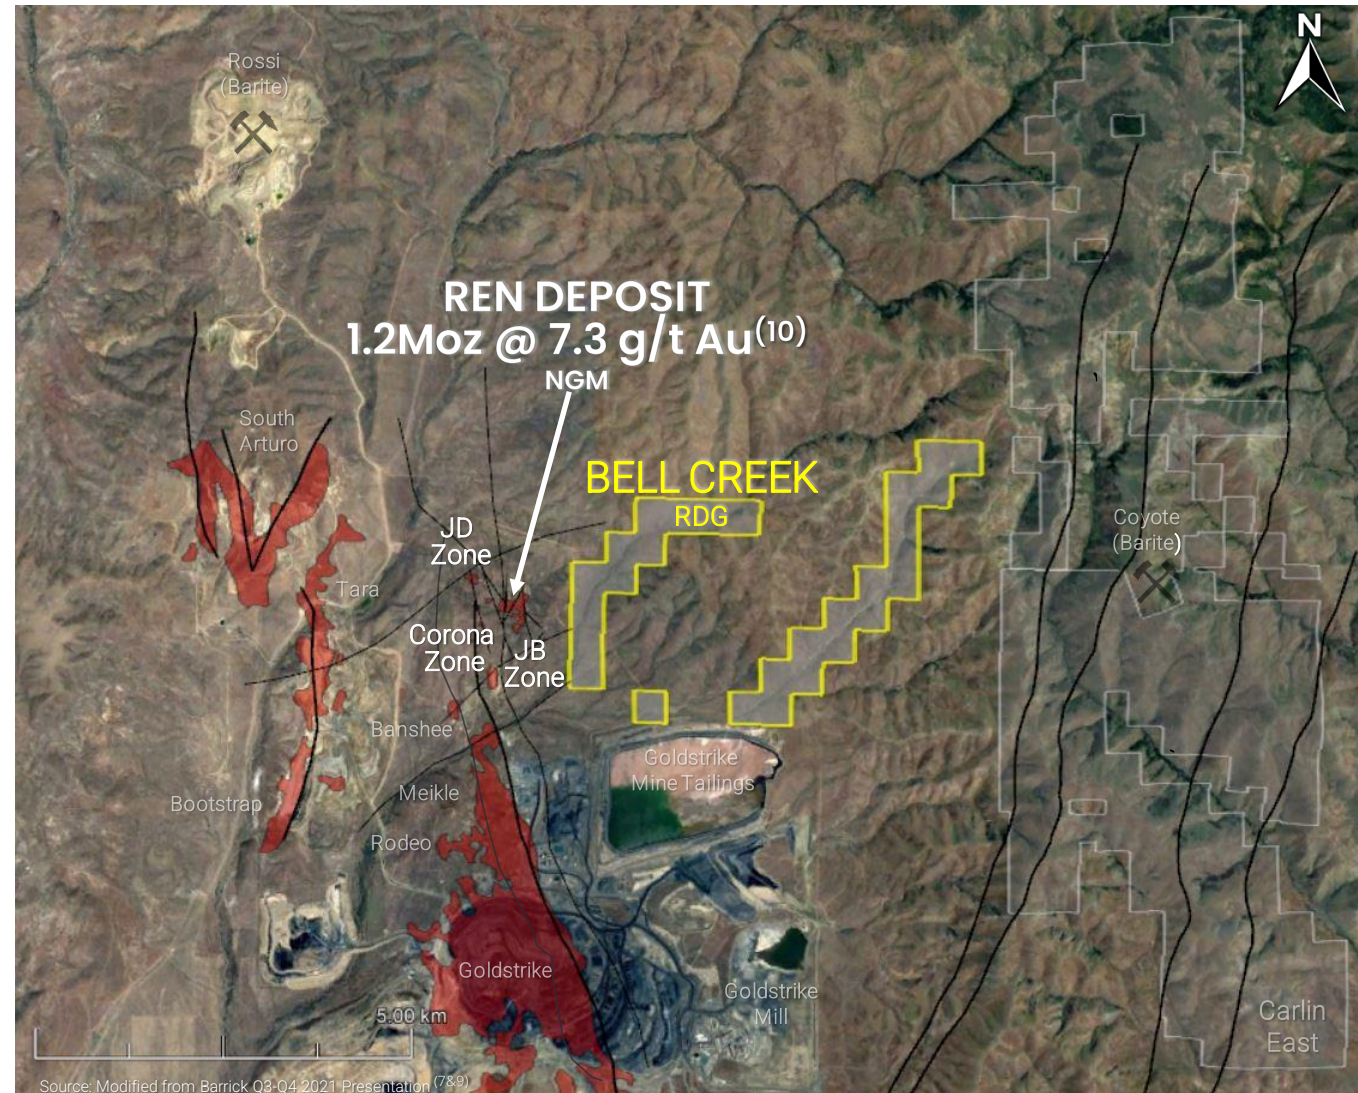 N
Rossi
(Barite)
REN DEPOSIT
1.2Moz @ 7.3 g/t Au(10)
NGM
South
Arturo
BELL CREEK
RDG
JD
Zone
Coyote
(Barite)
Tara
Corona
Zone
JB
Zone
Banshee
Goldstrike
Mine Tailings
Meikle
Bootstrap
Rodeo
Goldstrike
Goldstrike
Mill
5.00 km
Carlin
East
Source: Modified from Barrick Q3-Q4 2021 Presentation (7&9)